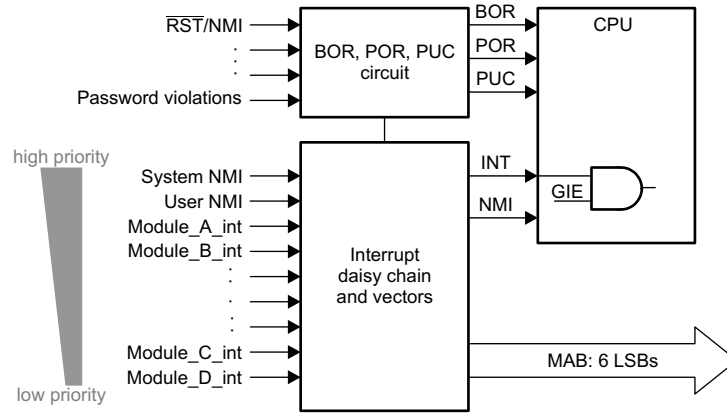 RST/NMI
BOR, POR, PUC
circuit
Password violations
BOR
POR
PUC
CPU
high priority
low priority
System NMI
User NMI
Module_A_int
Module_B_int
Module_C_int
Module_D_int
Interrupt
daisy chain
and vectors
INT
GIE
NMI
MAB: 6 LSBs